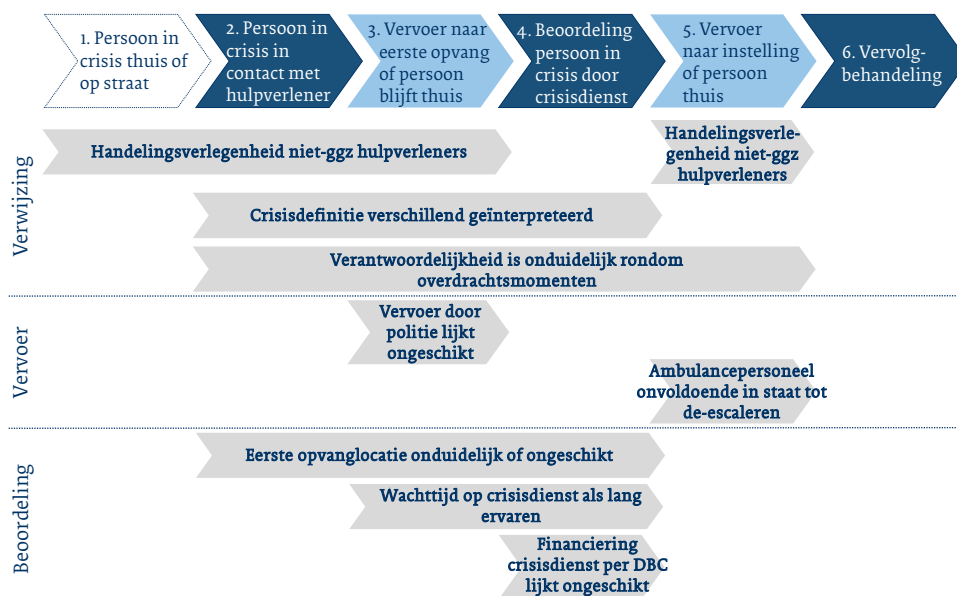 1. Persoon in
crisis thuis of
op straat
2. Persoon in
crisis in
contact met
hulpverlener
3. Vervoer naar
eerste opvang
of persoon
blijft thuis
4. Beoordeling
persoon in
crisis door
crisisdienst
5. Vervoer
naar instelling
of persoon
thuis
6. Vervolg-
behandeling
Verwijzing
Handelingsverlegenheid niet-ggz hulpverleners
Handelingsverle-
genheid niet-ggz
hulpverleners
Crisisdefinitie verschillend geïnterpreteerd
Verantwoordelijkheid is onduidelijk rondom
overdrachtsmomenten
Vervoer
Vervoer door
politie lijkt
ongeschikt
Ambulancepersoneel
onvoldoende in staat tot
de-escaleren
Beoordeling
Eerste opvanglocatie onduidelijk of ongeschikt
Wachttijd op crisisdienst als lang
ervaren
Financiering
crisisdienst per DBC
lijkt ongeschikt